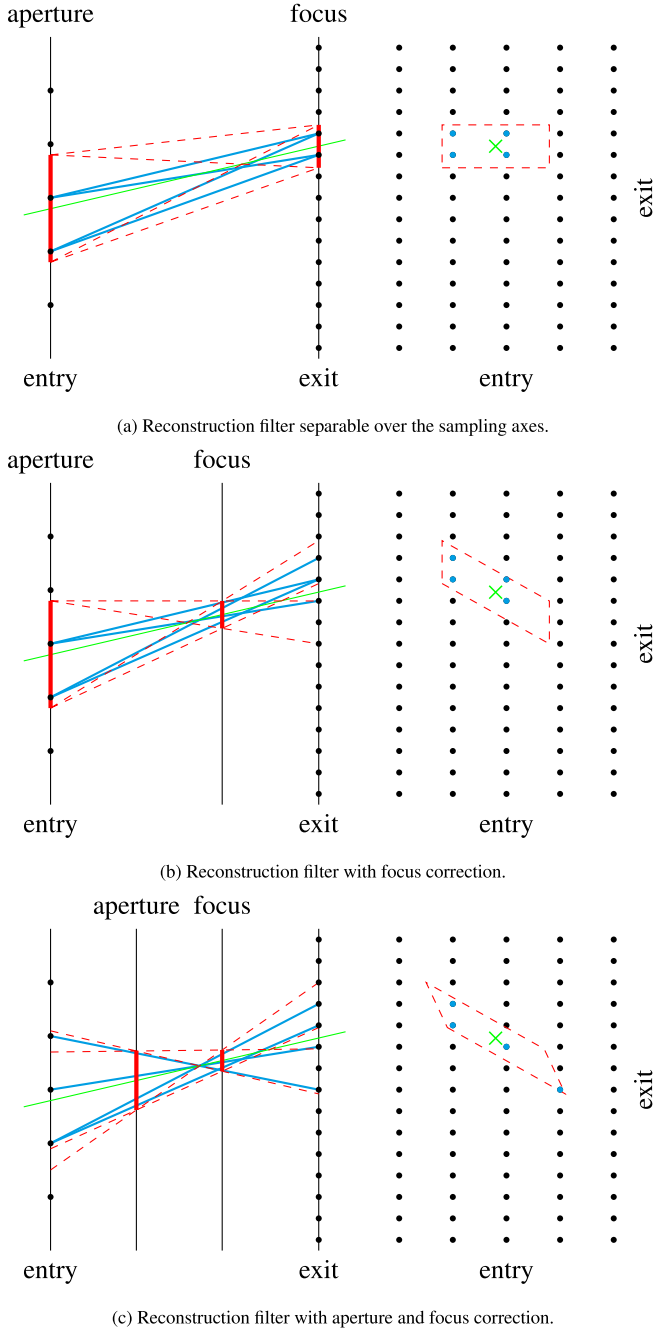 aperture focus
exit
entry exit entry
(a) Reconstruction filter separable over the sampling axes.
aperture focus
exit
entry exit entry
(b) Reconstruction filter with focus correction.
aperture focus
exit
entry exit entry
(c) Reconstruction filter with aperture and focus correction.